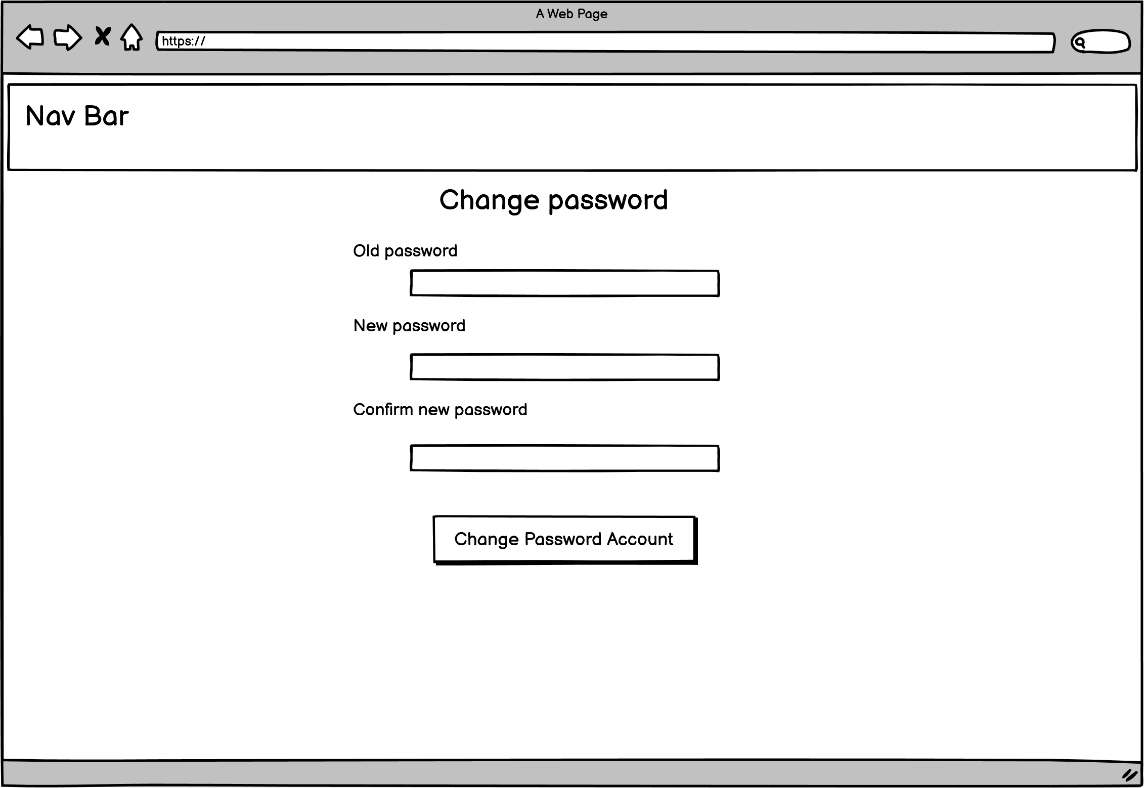 A Web Page
https://
Nav Bar
Change password
Old password
New password
Confirm new password
Change Password Account